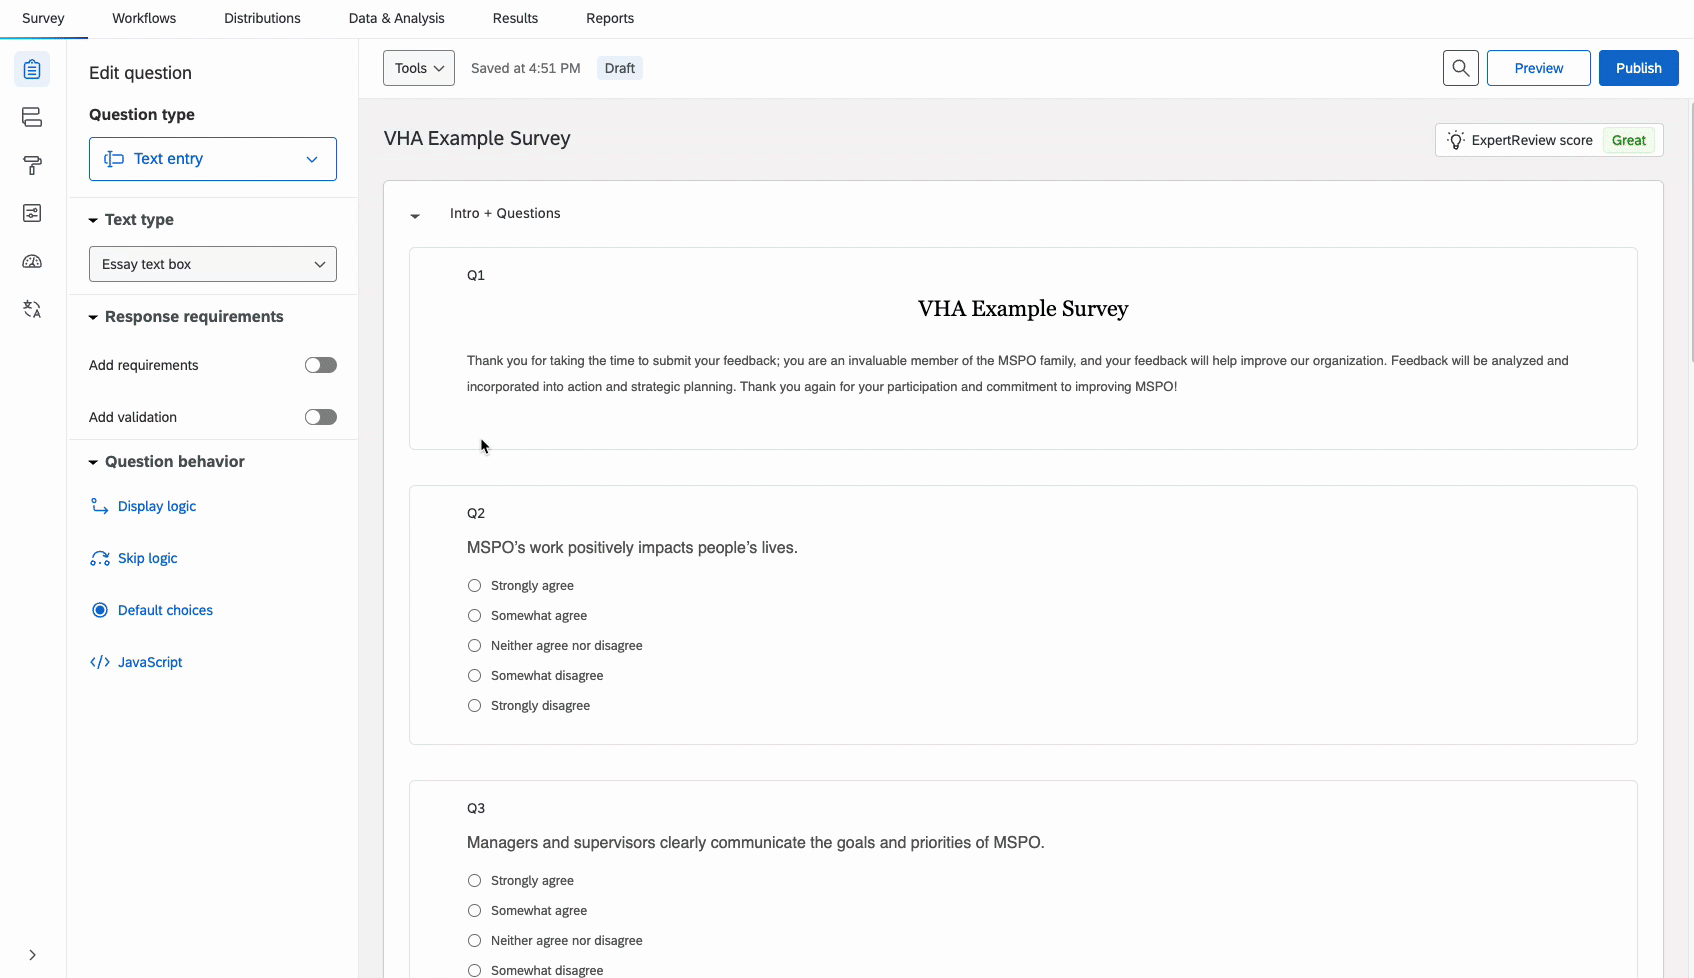 Survey Workflows Distributions Data & Analysis Results Reports
Edit question
Question type
Text entry
Text type
Essay text box
Response requirements
Add requirements
Add validation
Question behavior
Display logic
Skip logic
Default choices
JavaScript
Tools Saved at 4:51 PM Draft Preview Publish
VHA Example Survey
ExpertReview score Great
Intro + Questions
Q1
VHA Example Survey
Thank you for taking the time to submit your feedback; you are an invaluable member of the MSPO family, and your feedback will help improve our organization. Feedback will be analyzed and
incorporated into action and strategic planning. Thank you again for your participation and commitment to improving MSPO!
Q2
MSPO’s work positively impacts people’s lives.
Strongly agree
Somewhat agree
Neither agree nor disagree
Somewhat disagree
Strongly disagree
Q3
Managers and supervisors clearly communicate the goals and priorities of MSPO.
Strongly agree
Somewhat agree
Neither agree nor disagree
Somewhat disagree